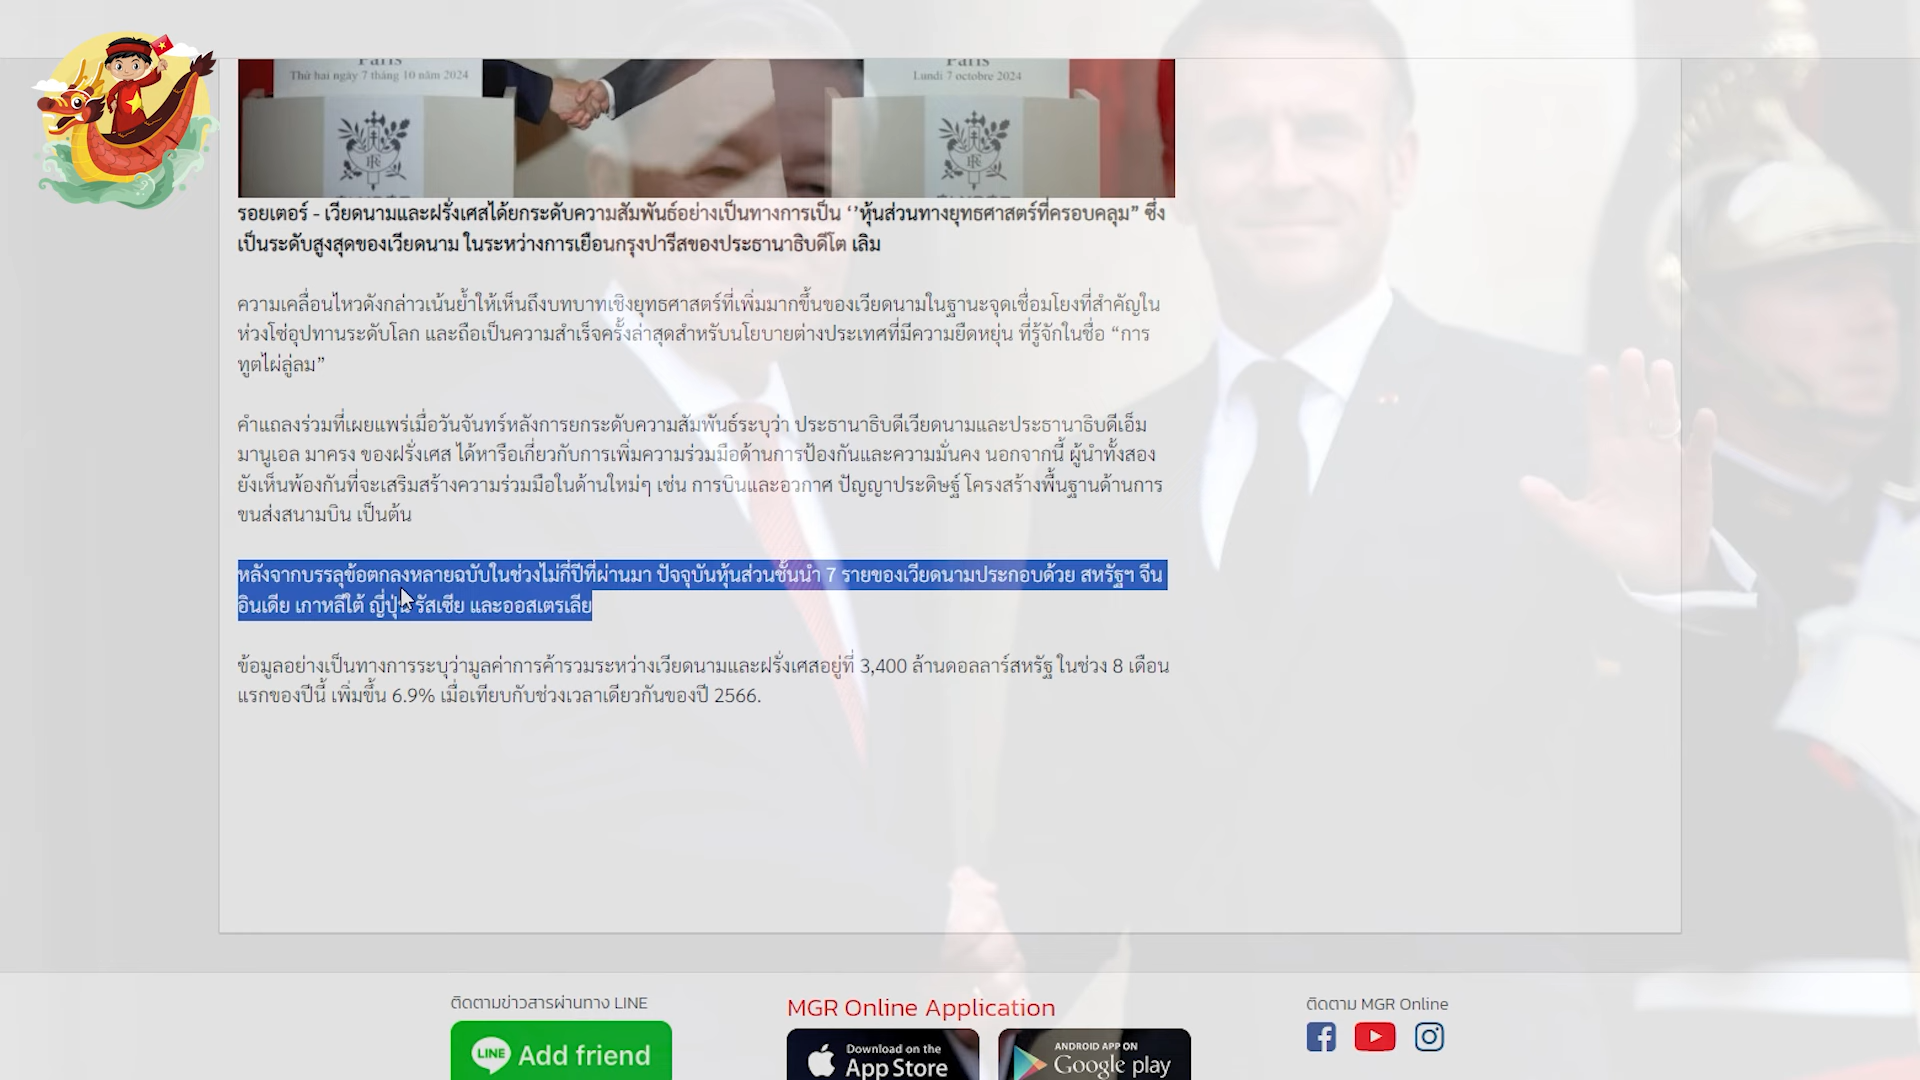 Paris
Thứ hai ngày 7 tháng 10 năm 2024
Paris
Lundi 7 octobre 2024
รอยเตอร์ - เวียดนามและฝรั่งเศสได้ยกระดับความสัมพันธ์อย่างเป็นทางการเป็น ‘’หุ้นส่วนทางยุทธศาสตร์ที่ครอบคลุม” ซึ่ง
เป็นระดับสูงสุดของเวียดนาม ในระหว่างการเยือนกรุงปารีสของประธานาธิบดีโต เลิม
ความเคลื่อนไหวดังกล่าวเน้นย้ำให้เห็นถึงบทบาทเชิงยุทธศาสตร์ที่เพิ่มมากขึ้นของเวียดนามในฐานะจุดเชื่อมโยงที่สำคัญใน
ห่วงโซ่อุปทานระดับโลก และถือเป็นความสำเร็จครั้งล่าสุดสำหรับนโยบายต่างประเทศที่มีความยืดหยุ่น ที่รู้จักในชื่อ “การ
ทูตไผ่ลู่ลม”
คำแถลงร่วมที่เผยแพร่เมื่อวันจันทร์หลังการยกระดับความสัมพันธ์ระบุว่า ประธานาธิบดีเวียดนามและประธานาธิบดีเอ็ม
มานูเอล มาครง ของฝรั่งเศส ได้หารือเกี่ยวกับการเพิ่มความร่วมมือด้านการป้องกันและความมั่นคง นอกจากนี้ ผู้นำทั้งสอง
ยังเห็นพ้องกันที่จะเสริมสร้างความร่วมมือในด้านใหม่ๆ เช่น การบินและอวกาศ ปัญญาประดิษฐ์ โครงสร้างพื้นฐานด้านการ
ขนส่งสนามบิน เป็นต้น
หลังจากบรรลุข้อตกลงหลายฉบับในช่วงไม่กี่ปีที่ผ่านมา ปัจจุบันหุ้นส่วนชั้นนำ 7 รายของเวียดนามประกอบด้วย สหรัฐฯ จีน
อินเดีย เกาหลีใต้ ญี่ปุ่น รัสเซีย และออสเตรเลีย
ข้อมูลอย่างเป็นทางการระบุว่ามูลค่าการค้ารวมระหว่างเวียดนามและฝรั่งเศสอยู่ที่ 3,400 ล้านดอลลาร์สหรัฐ ในช่วง 8 เดือน
แรกของปีนี้ เพิ่มขึ้น 6.9% เมื่อเทียบกับช่วงเวลาเดียวกันของปี 2566.
ติดตามข่าวสารผ่านทาง LINE
LINE Add friend
MGR Online Application
Download on the
App Store
ANDROID APP ON
Google play
ติดตาม MGR Online